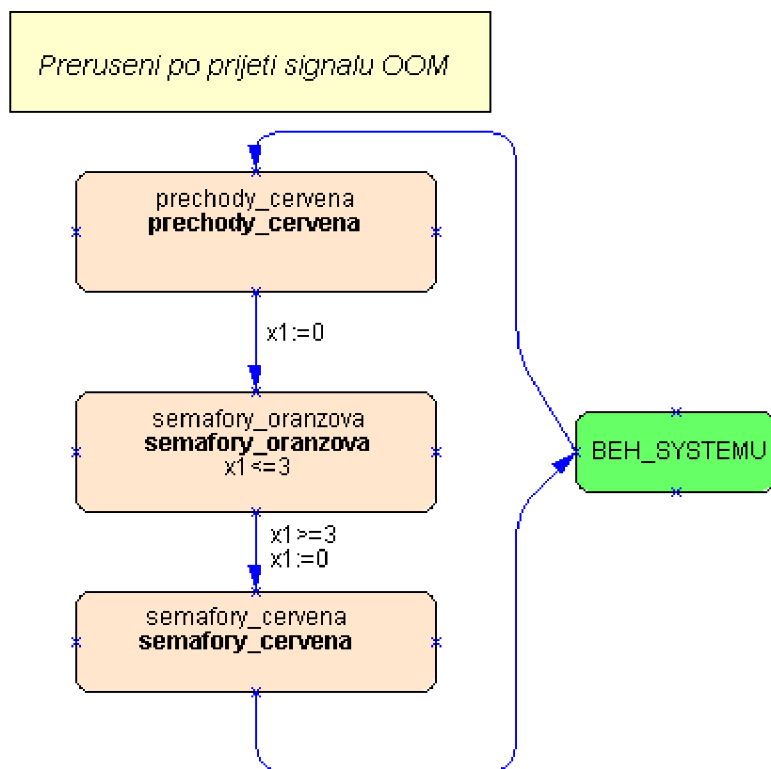 Preruseni po prijeti signalu OOM
prechody_cervena
prechody_cervena
x1:=0
semafory_oranzova
semafory_oranzova
x1<=3
BEH_SYSTEMU
x1>=3
x1:=0
semafory_cervena
semafory_cervena